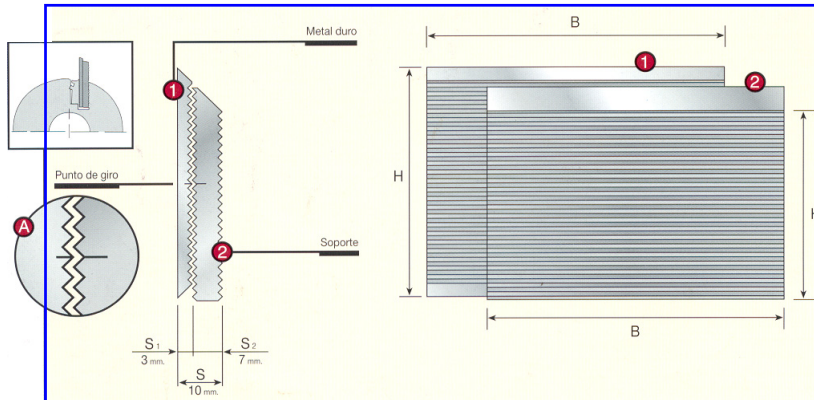 Metal duro
B
1
1
2
Punto de giro
H
A
2
Soporte
S1
3 mm.
S2
7 mm.
S
10 mm.
B